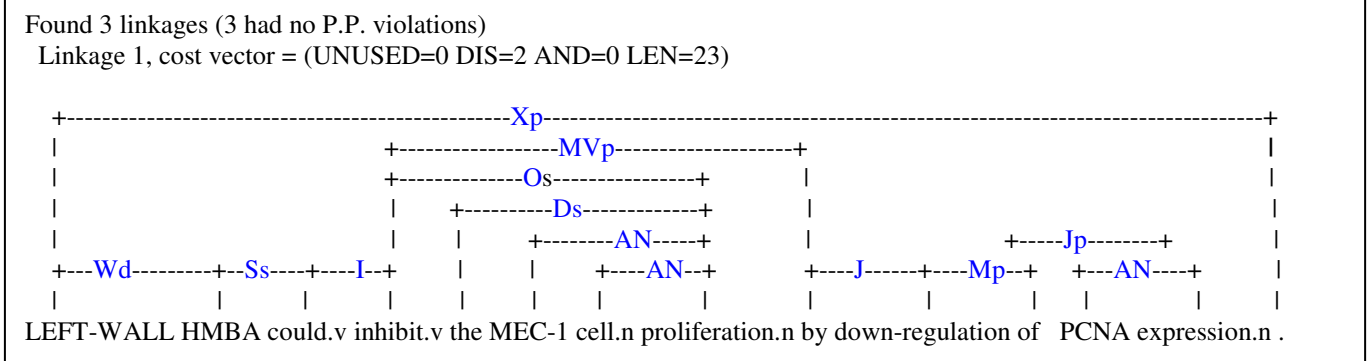 Found 3 linkages (3 had no P.P. violations)
Linkage 1, cost vector = (UNUSED=0 DIS=2 AND=0 LEN=23)
Xp
MVp
Os
Ds
AN Jp
Wd Ss I AN J Mp AN
LEFT-WALL HMBA could.v inhibit.v the MEC-1 cell.n proliferation.n by down-regulation of PCNA expression.n .